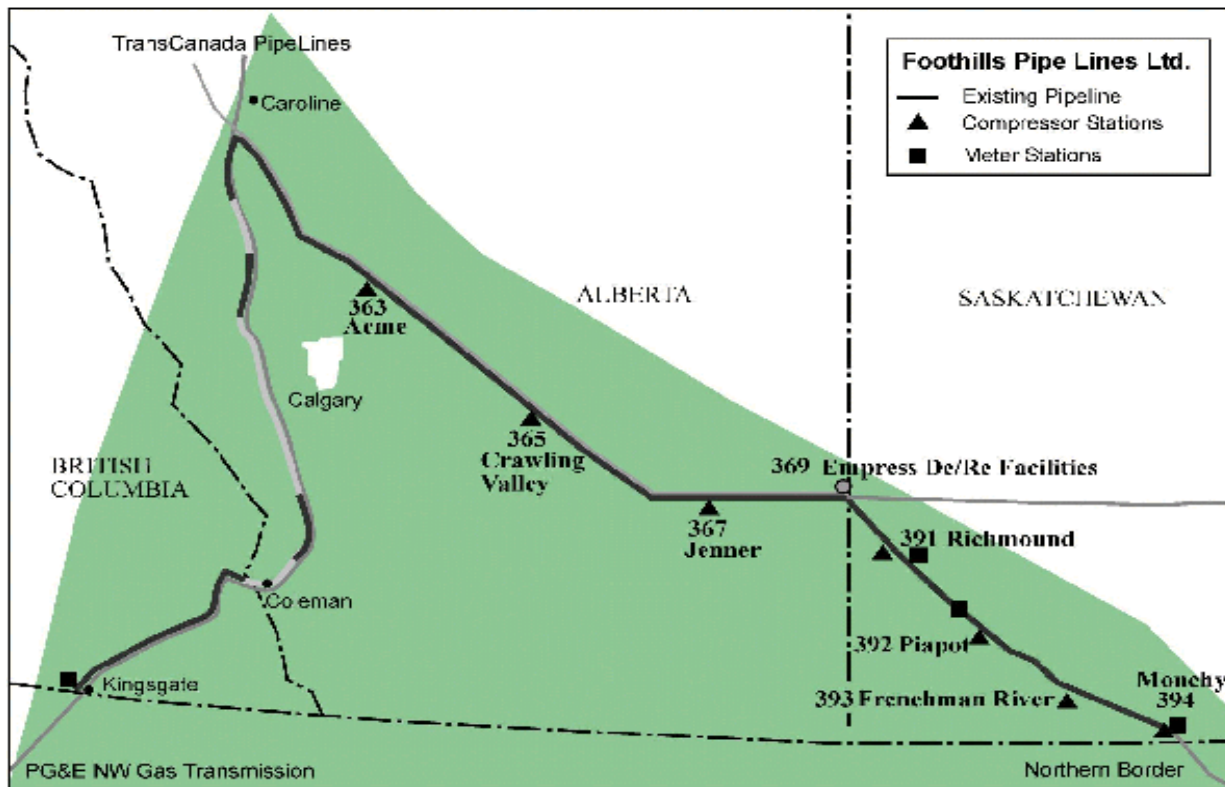 TransCanada PipeLines
Caroline
Foothills Pipe Lines Ltd.
Existing Pipeline
Compressor Stations
Meter Stations
ALBERTA
SASKATCHEWAN
363
Acme
Calgary
365
Crawling
Valley
BRITISH
COLUMBIA
369 Empress De/Re Facilities
367
Jenner
391 Richmound
Coleman
392 Piapot
Kingsgate
393 Frenchman River
Monchy
394
PG&E NW Gas Transmission
Northern Border